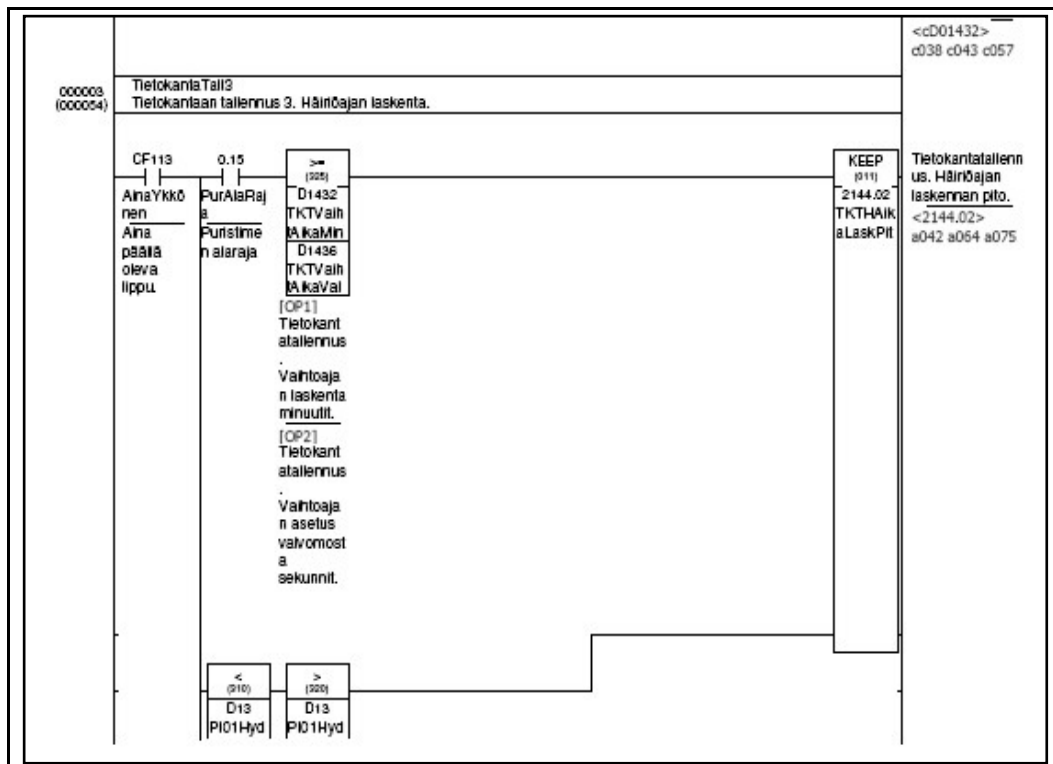 <cD01432>
c038 c043 c057
000003
(000054)
TietokantaTall3
Tietokantaan tallennus 3. Häiriöajan laskenta.
CF113
AinaYkkö
nen
Aina
päällä
oleva
lippu.
0.15
PurAlaRaj
a
Puristime
n alaraja
>=
(325)
D1432
TKTVaih
tAikaMin
D1436
TKTVaih
tAikaVal
[OP1]
Tietokant
atallennus
.
Vaihtoaja
n laskenta
minuutit.
[OP2]
Tietokant
atallennus
.
Vaihtoaja
n asetus
valvomost
a
sekunnit.
KEEP
(011)
2144.02
TKTHAik
aLaskPit
Tietokantatallenn
us. Häiriöajan
laskennan pito.
<2144.02>
a042 a064 a075
<
(310)
D13
PI01Hyd
>
(320)
D13
PI01Hyd